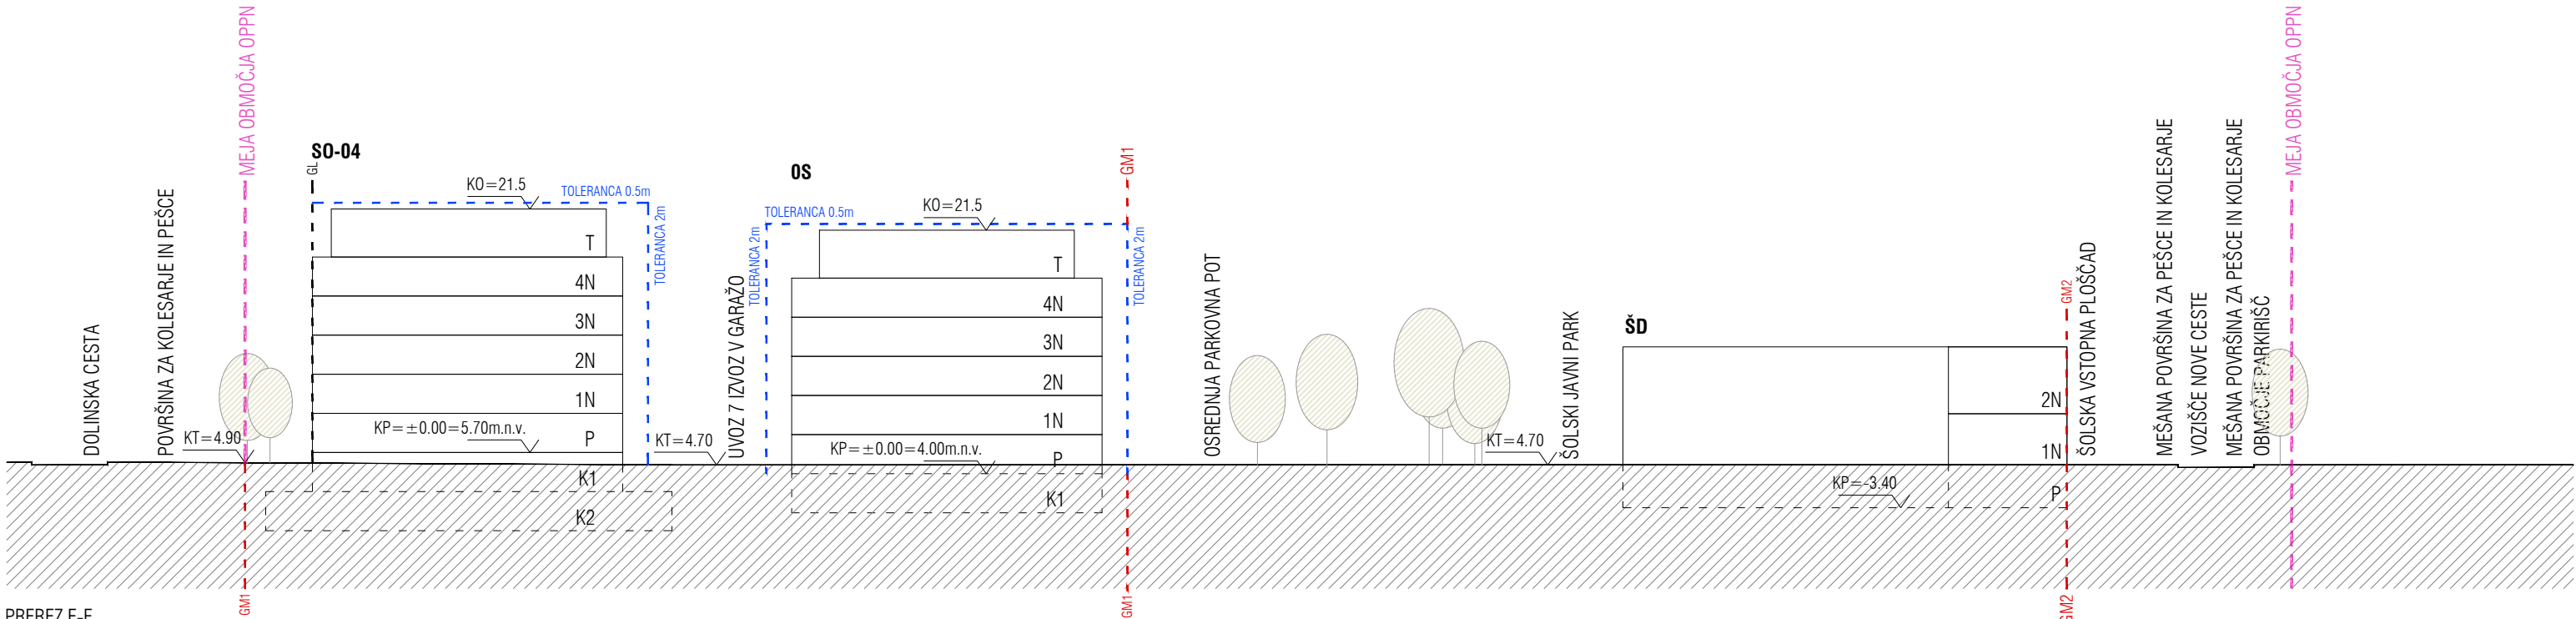 MEJA OBMOČJA OPPN
MEJA OBMOČJA OPPN
DOLINSKA CESTA
POVRŠINA ZA KOLESARJE IN PEŠCE
KT=4.90
GM1
SO-04
GL
KO=21.5
TOLERANCA 0.5m
TOLERANCA 2m
T
4N
3N
2N
1N
KP=±0.00=5.70m.n.v.
P
K1
K2
KT=4.70
UVOZ 7 IZVOZ V GARAŽO
OS
TOLERANCA 0.5m
TOLERANCA 2m
KO=21.5
GM1
TOLERANCA 2m
T
4N
3N
2N
1N
KP=±0.00=4.00m.n.v.
P
K1
GM1
OSREDNJA PARKOVNA POT
KT=4.70
ŠOLSKI JAVNI PARK
ŠD
2N
1N
KP=-3.40
P
GM2
GM2
ŠOLSKA VSTOPNA PLOŠČAD
MEŠANA POVRŠINA ZA PEŠCE IN KOLESARJE
VOZIŠČE NOVE CESTE
MEŠANA POVRŠINA ZA PEŠCE IN KOLESARJE
OBMOČJE PARKIRIŠČ
PREREZ E-E